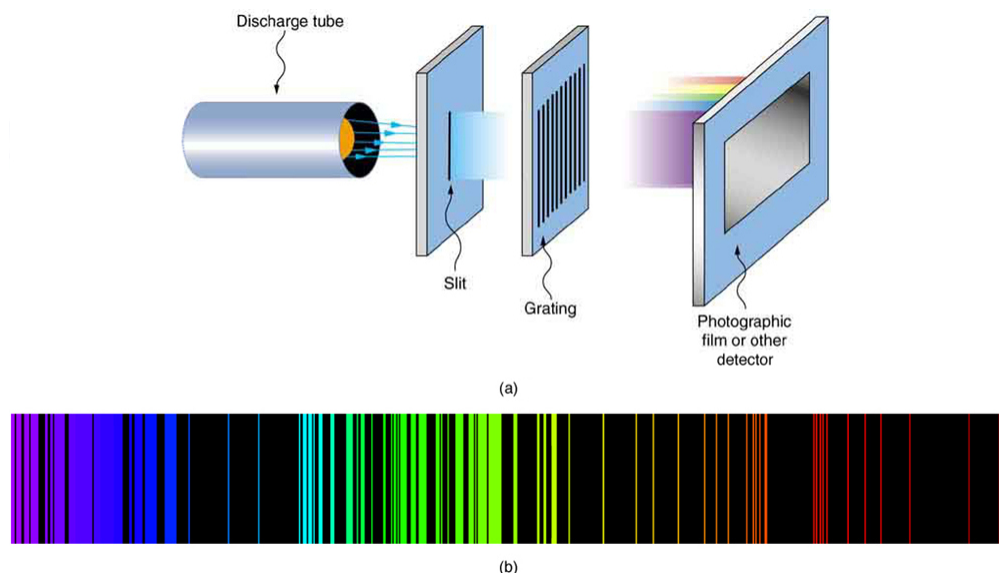 Discharge tube
Slit
Grating
Photographic
film or other
detector
(a)
(b)